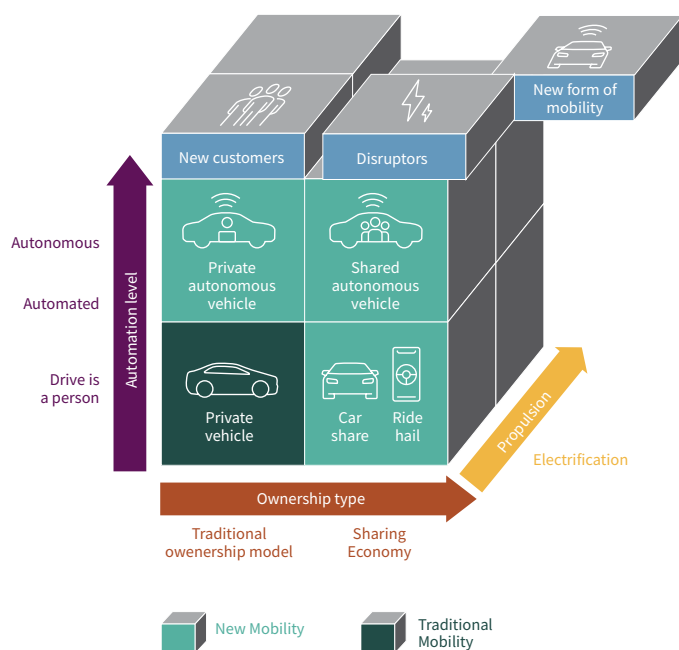 New form of
mobility
New customers
Disruptors
Automation level
Autonomous
Automated
Drive is
a person
Private
autonomous
vehicle
Shared
autonomous
vehicle
Private
vehicle
Car
share
Ride
hail
Propulsion
Electrification
Ownership type
Traditional
owenership model
Sharing
Economy
New Mobility
Traditional
Mobility